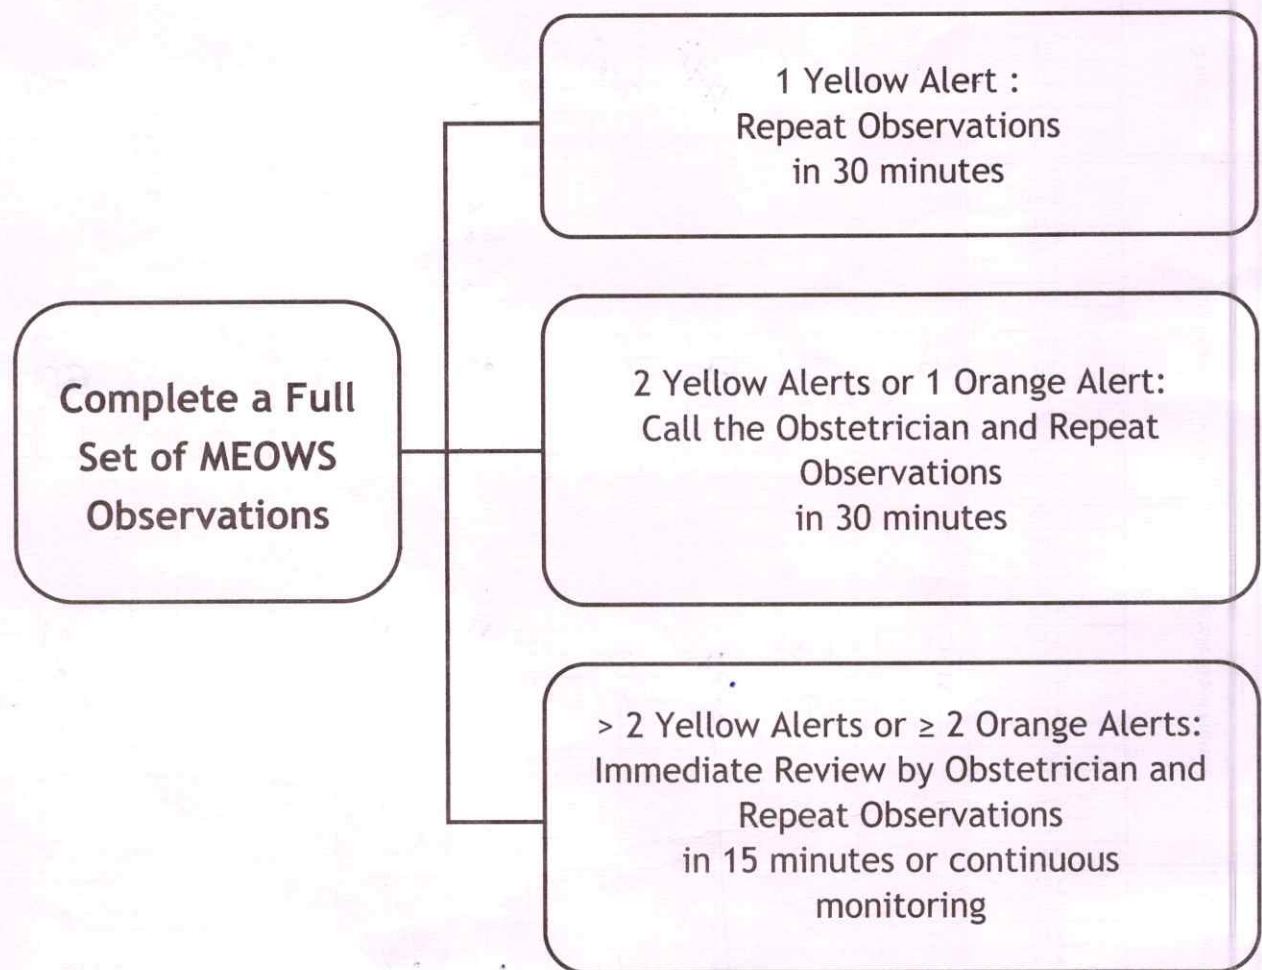 Complete a Full
Set of MEOWS
Observations
1 Yellow Alert :
Repeat Observations
in 30 minutes
2 Yellow Alerts or 1 Orange Alert:
Call the Obstetrician and Repeat
Observations
in 30 minutes
> 2 Yellow Alerts or ≥ 2 Orange Alerts:
Immediate Review by Obstetrician and
Repeat Observations
in 15 minutes or continuous
monitoring